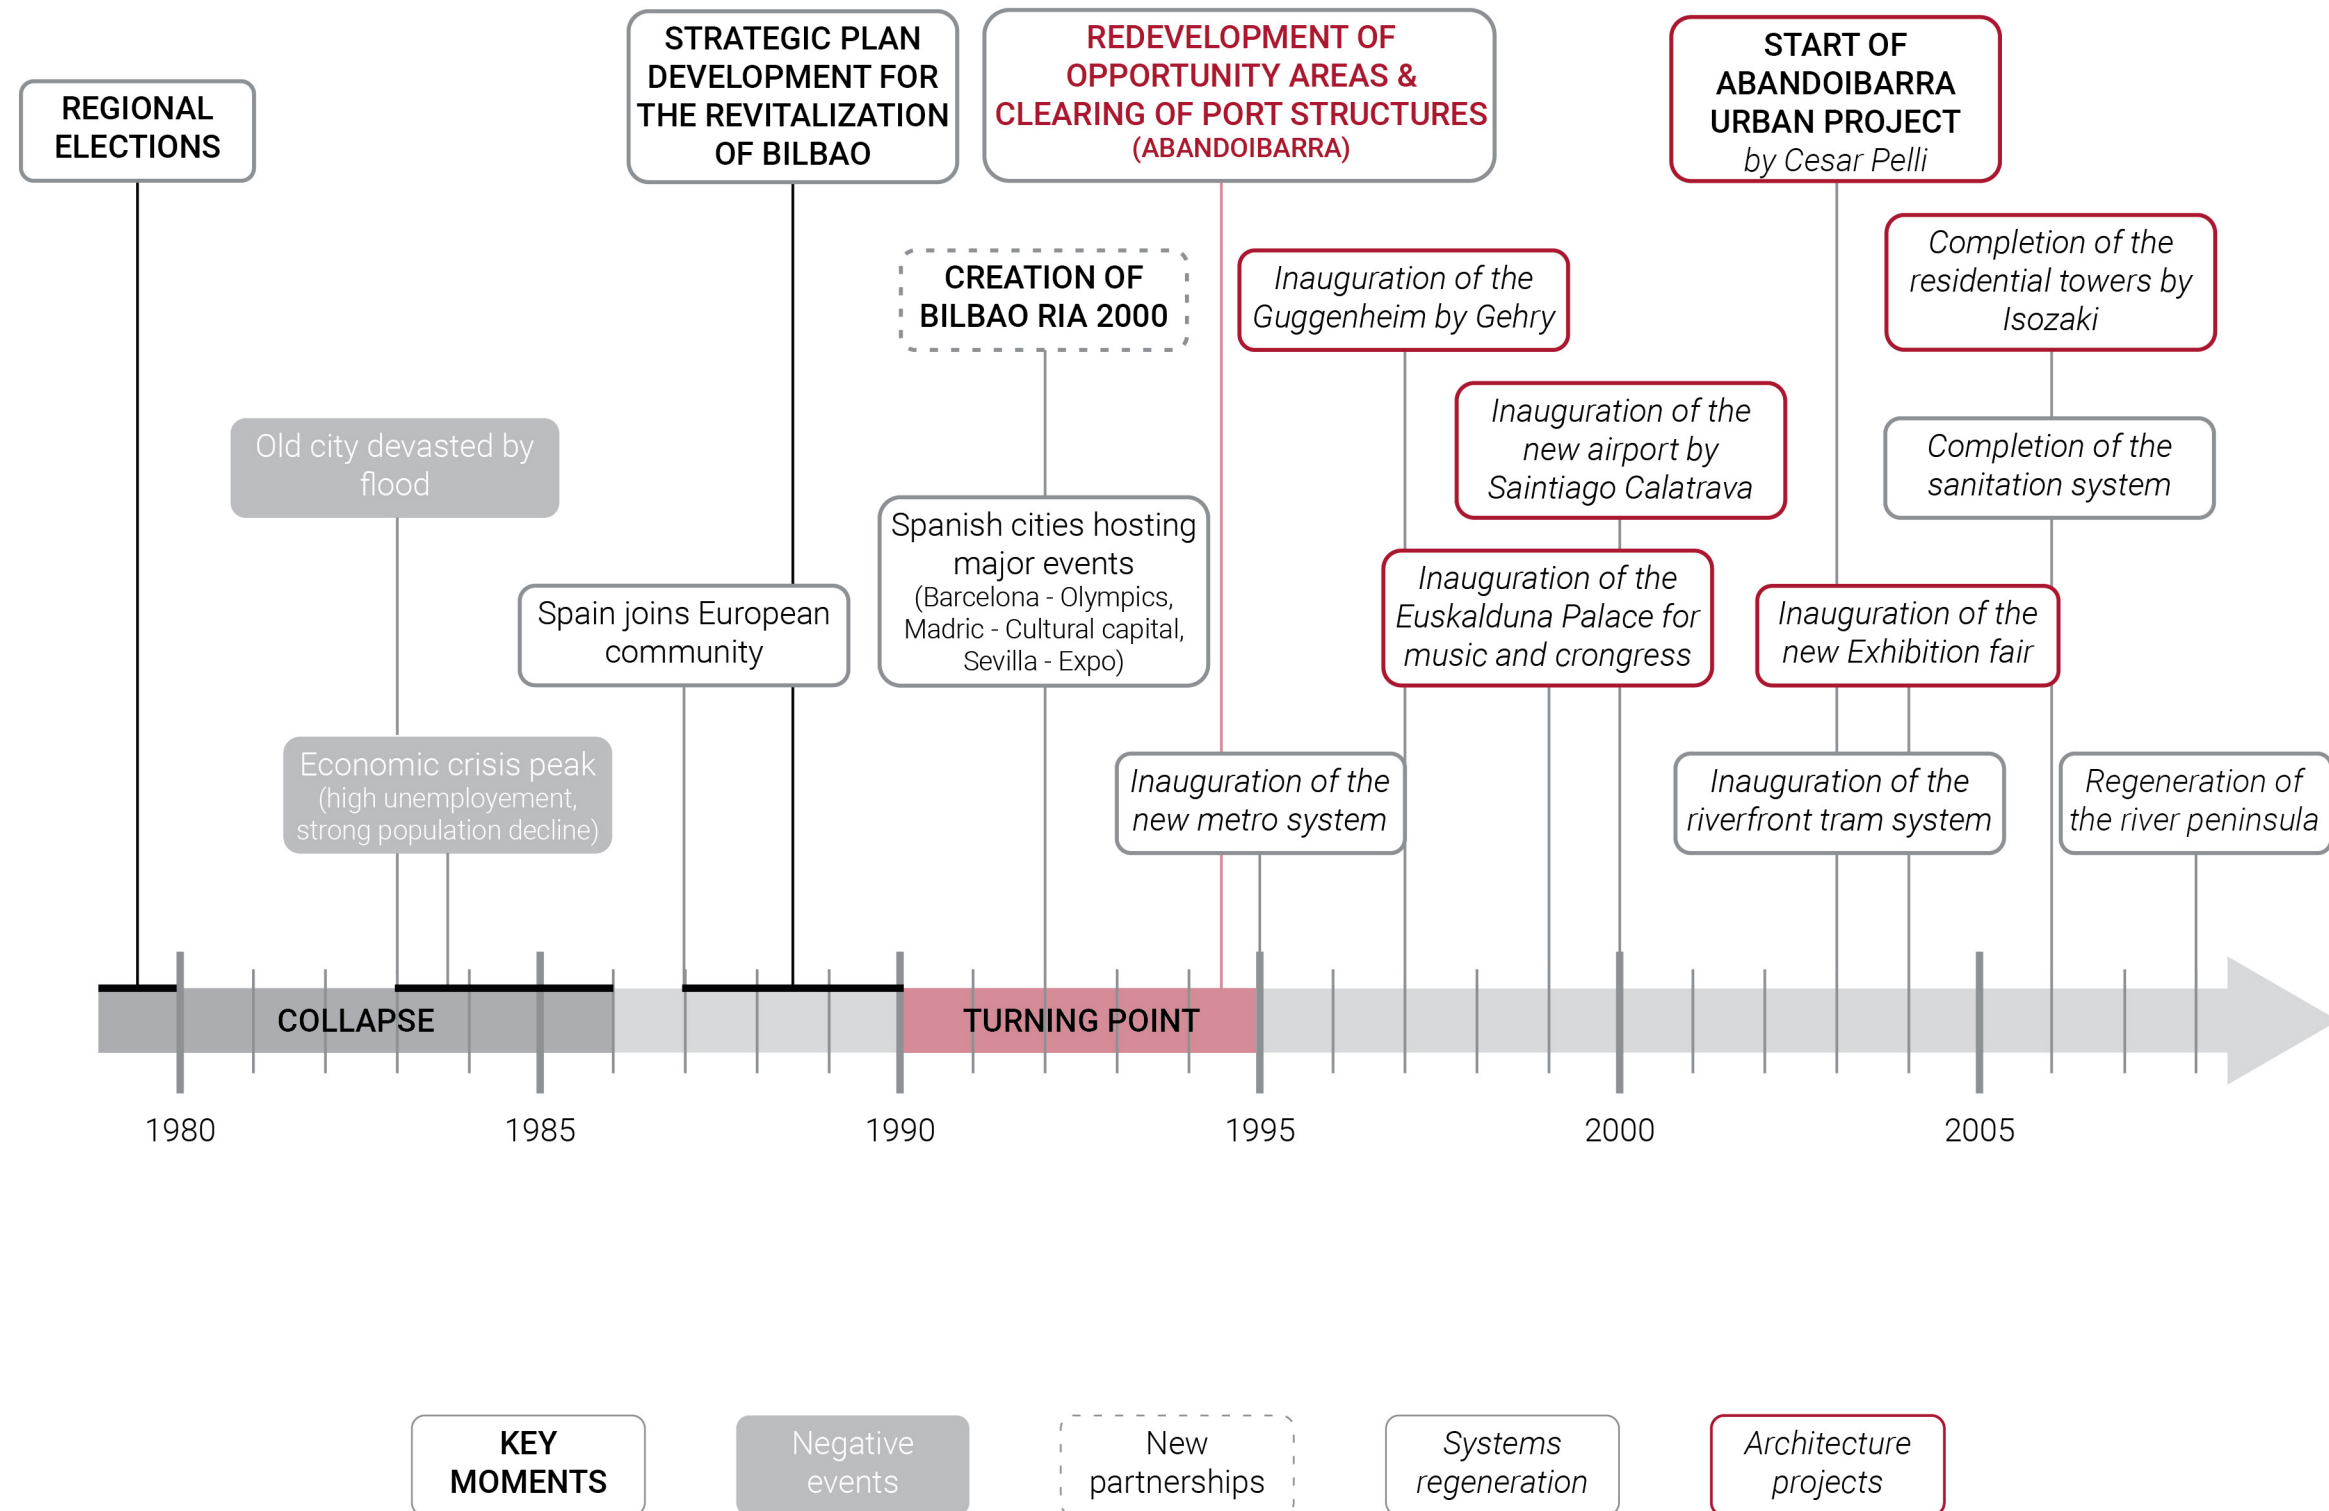 REGIONAL
ELECTIONS
STRATEGIC PLAN
DEVELOPMENT FOR
THE REVITALIZATION
OF BILBAO
REDEVELOPMENT OF
OPPORTUNITY AREAS &
CLEARING OF PORT STRUCTURES
(ABANDOIBARRA)
START OF
ABANDOIBARRA
URBAN PROJECT
by Cesar Pelli
CREATION OF
BILBAO RIA 2000
Inauguration of the
Guggenheim by Gehry
Completion of the
residential towers by
Isozaki
Old city devasted by
flood
Inauguration of the
new airport by
Saintiago Calatrava
Completion of the
sanitation system
Spanish cities hosting
major events
(Barcelona - Olympics,
Madric - Cultural capital,
Sevilla - Expo)
Spain joins European
community
Inauguration of the
Euskalduna Palace for
music and crongress
Inauguration of the
new Exhibition fair
Economic crisis peak
(high unemployement,
strong population decline)
Inauguration of the
new metro system
Inauguration of the
riverfront tram system
Regeneration of
the river peninsula
COLLAPSE
TURNING POINT
1980
1985
1990
1995
2000
2005
KEY
MOMENTS
Negative
events
New
partnerships
Systems
regeneration
Architecture
projects